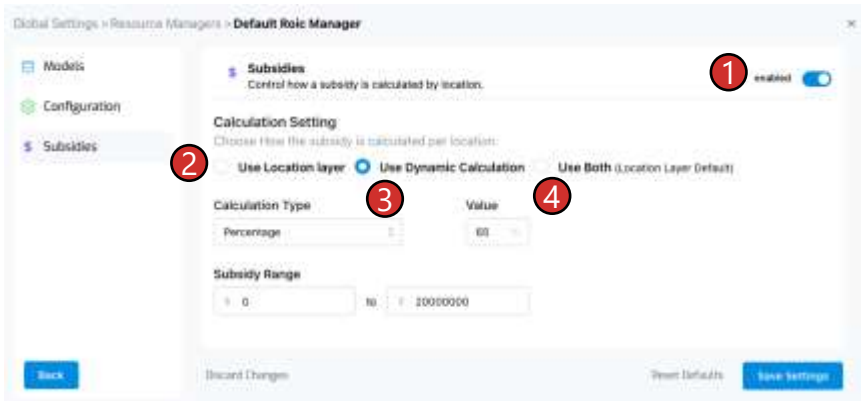 Global Settings > Resource Managers > Default Roic Manager ×
Models
Configuration
$ Subsidies
$ Subsidies
Control how a subsidy is calculated by location.
1 enabled
Calculation Setting
Choose How the subsidy is calculated per location.
2 Use Location layer Use Dynamic Calculation Use Both (Location Layer Default)
3 4
Calculation Type Value
Percentage 60 %
Subsidy Range
$ 0 to $ 20000000
Back Discard Changes Reset Defaults Save Settings